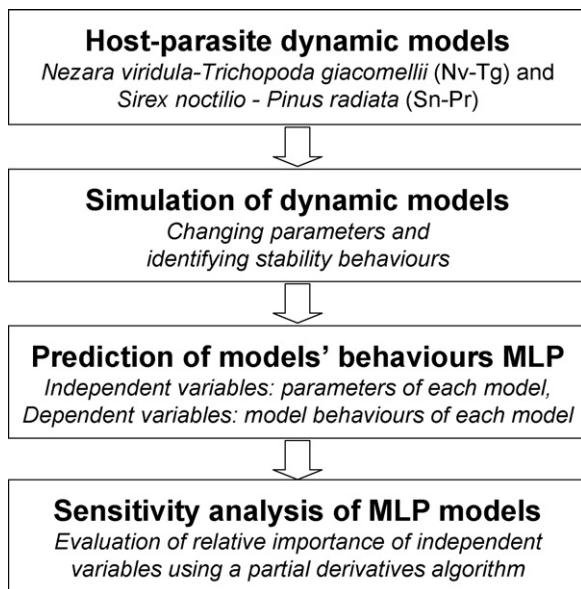 Host-parasite dynamic models
Nezara viridula-Trichopoda giacomellii (Nv-Tg) and
Sirex noctilio - Pinus radiata (Sn-Pr)
Simulation of dynamic models
Changing parameters and
identifying stability behaviours
Prediction of models’ behaviours MLP
Independent variables: parameters of each model,
Dependent variables: model behaviours of each model
Sensitivity analysis of MLP models
Evaluation of relative importance of independent
variables using a partial derivatives algorithm